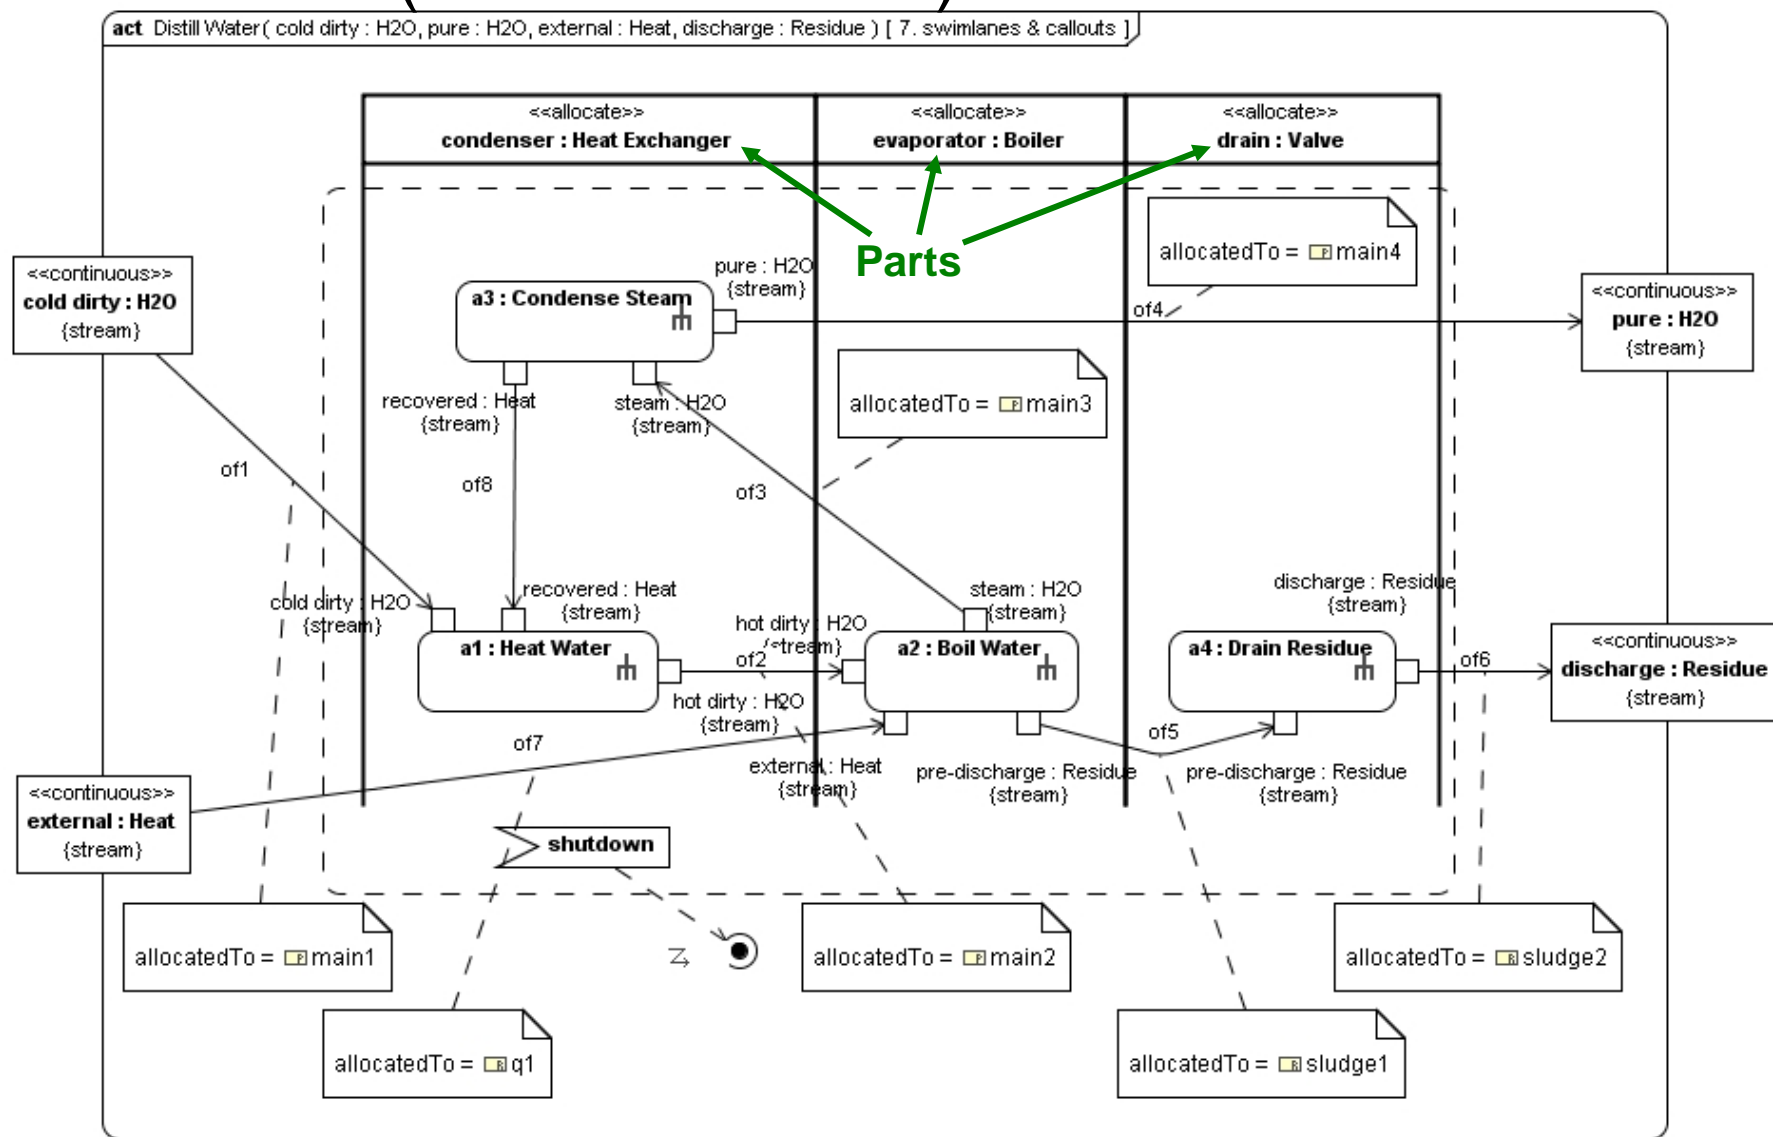 act Distill Water( cold dirty : H2O, pure : H2O, external : Heat, discharge : Residue ) [ 7. swimlanes & callouts ]
<<allocate>>
condenser : Heat Exchanger
<<allocate>>
evaporator : Boiler
<<allocate>>
drain : Valve
Parts
allocatedTo = P main4
<<continuous>>
cold dirty : H2O
{stream}
a3 : Condense Steam
pure : H2O
{stream}
of4
<<continuous>>
pure : H2O
{stream}
recovered : Heat
{stream}
steam : H2O
{stream}
allocatedTo = P main3
of1
of8
of3
cold dirty : H2O
{stream}
recovered : Heat
{stream}
steam : H2O
{stream}
discharge : Residue
{stream}
hot dirty : H2O
{stream}
a1 : Heat Water
of2
a2 : Boil Water
a4 : Drain Residue
of6
<<continuous>>
discharge : Residue
{stream}
hot dirty : H2O
{stream}
of7
of5
external : Heat
{stream}
pre-discharge : Residue
{stream}
pre-discharge : Residue
{stream}
<<continuous>>
external : Heat
{stream}
shutdown
allocatedTo = P main1
allocatedTo = P main2
allocatedTo = R sludge2
allocatedTo = R q1
allocatedTo = R sludge1